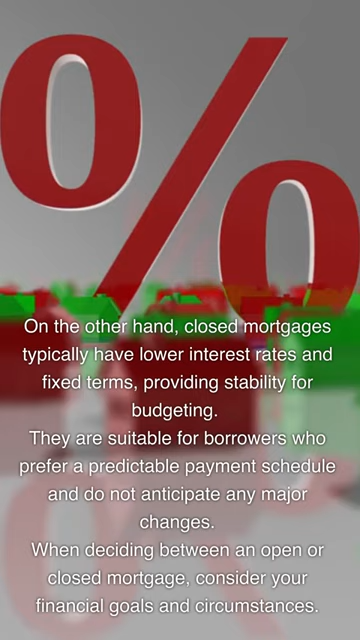 %
On the other hand, closed mortgages
typically have lower interest rates and
fixed terms, providing stability for
budgeting.
They are suitable for borrowers who
prefer a predictable payment schedule
and do not anticipate any major
changes.
When deciding between an open or
closed mortgage, consider your
financial goals and circumstances.